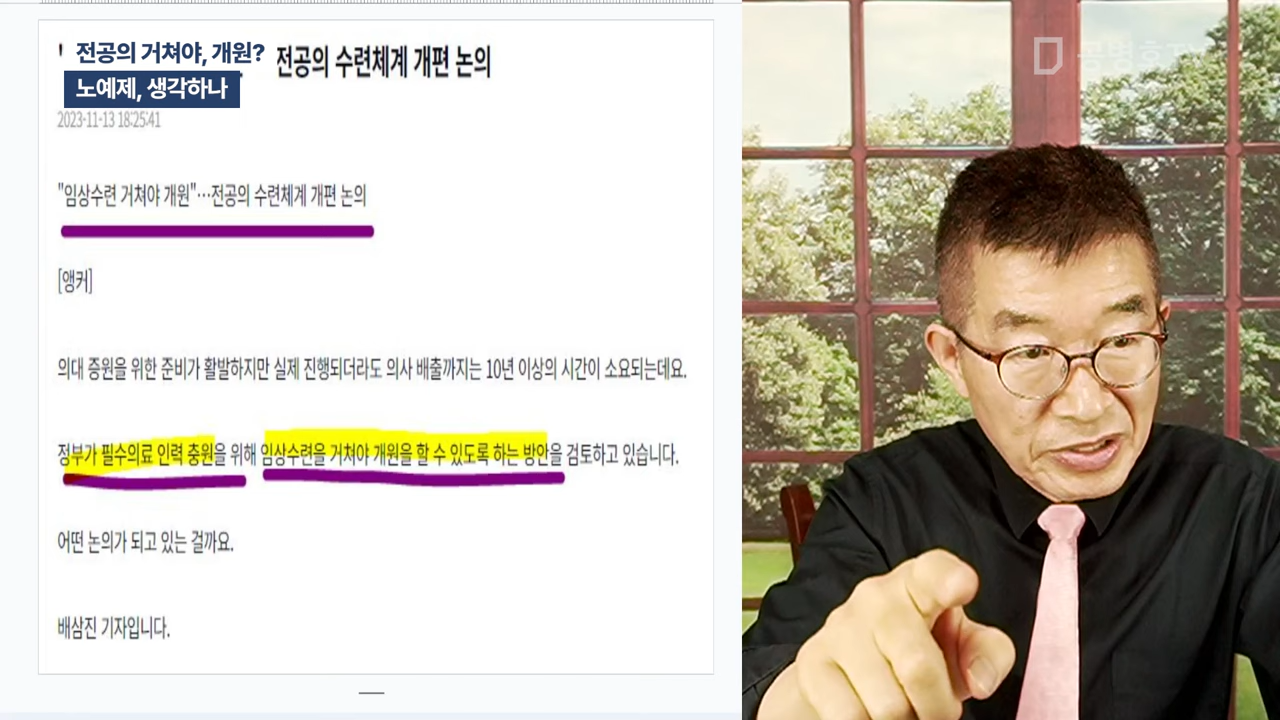 전공의 거쳐야, 개원?
노예제, 생각하나
전공의 수련체계 개편 논의
2023-11-13 18:25:41
"임상수련 거쳐야 개원"…전공의 수련체계 개편 논의
[앵커]
의대 증원을 위한 준비가 활발하지만 실제 진행되더라도 의사 배출까지는 10년 이상의 시간이 소요되는데요.
정부가 필수의료 인력 충원을 위해 임상수련을 거쳐야 개원을 할 수 있도록 하는 방안을 검토하고 있습니다.
어떤 논의가 되고 있는 걸까요.
배삼진 기자입니다.